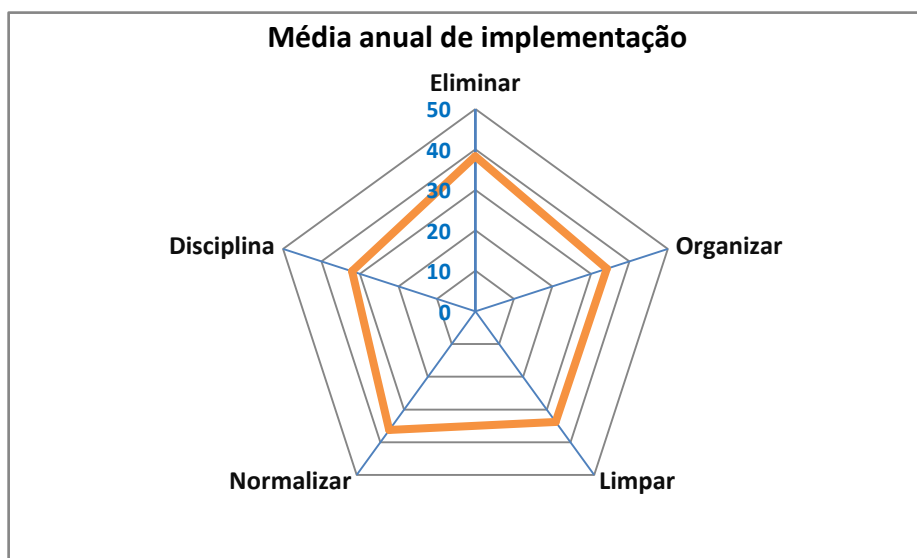 Média anual de implementação
Eliminar
50
40
30
20
10
0
Disciplina
Organizar
Normalizar
Limpar